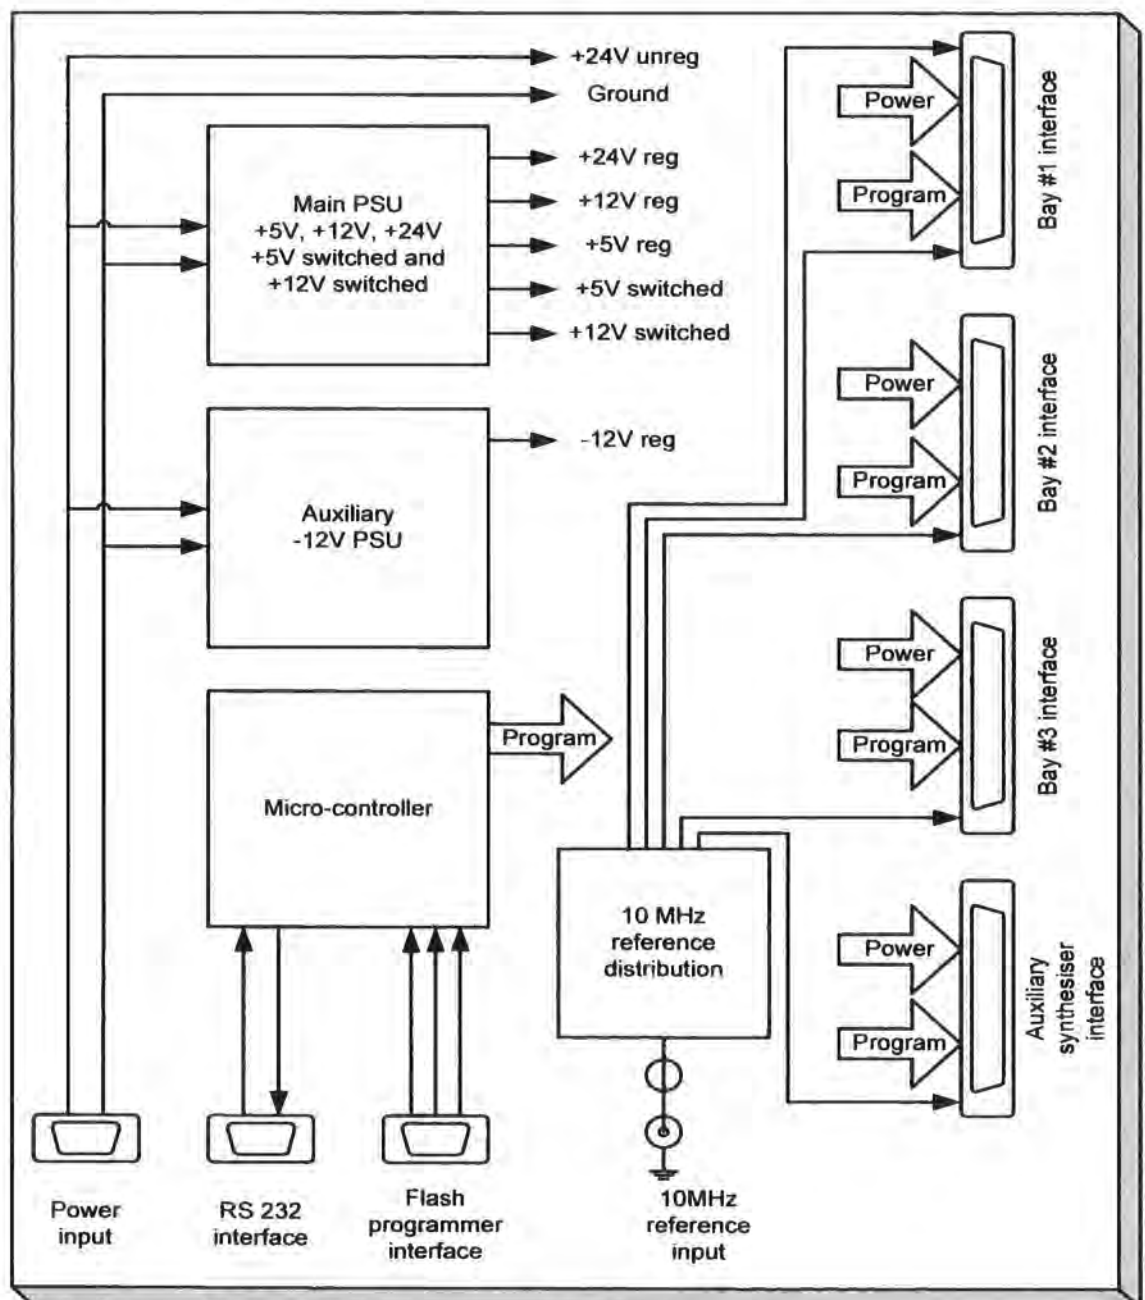 +24V unreg
Ground
Main PSU
+5V, +12V, +24V
+5V switched and
+12V switched
+24V reg
+12V reg
+5V reg
+5V switched
+12V switched
Auxiliary
-12V PSU
-12V reg
Micro-controller
Program
10 MHz
reference
distribution
Power
Program
Bay #1 interface
Power
Program
Bay #2 interface
Power
Program
Bay #3 interface
Power
Program
Auxiliary
synthesiser
interface
Power
input
RS 232
interface
Flash
programmer
interface
10MHz
reference
input